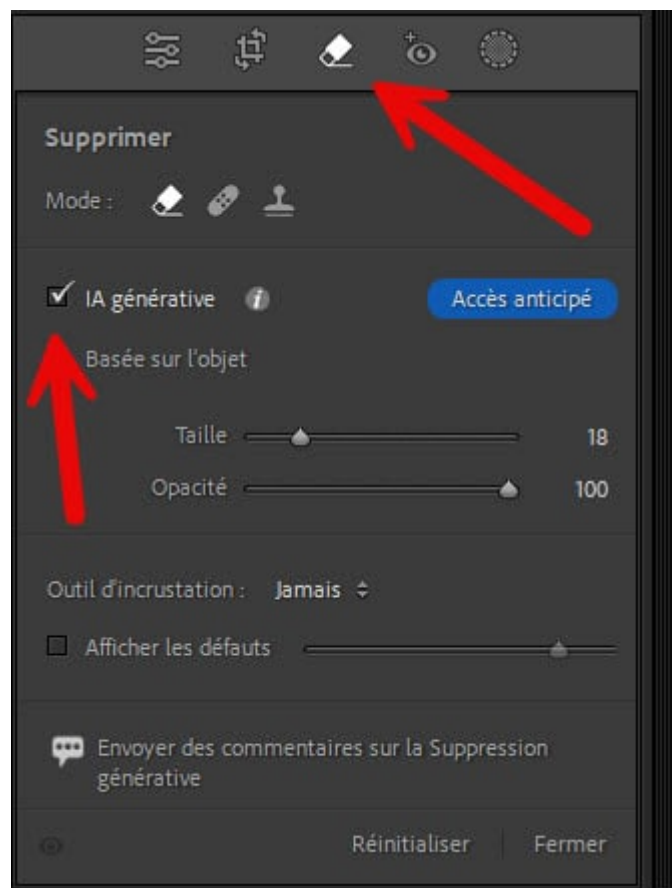 Supprimer
Mode :
IA générative Accès anticipé
Basée sur l'objet
Taille 18
Opacité 100
Outil d'incrustation : Jamais
Afficher les défauts
Envoyer des commentaires sur la Suppression
générative
Réinitialiser Fermer